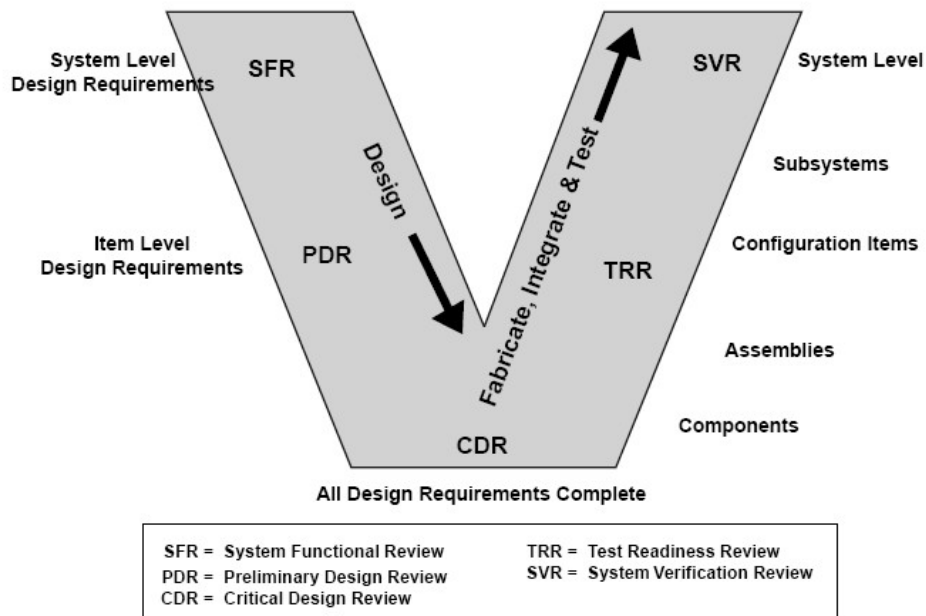 System Level
Design Requirements
SFR
SVR
System Level
Design
Fabricate, Integrate & Test
Subsystems
Item Level
Design Requirements
PDR
TRR
Configuration Items
Assemblies
Components
CDR
All Design Requirements Complete
SFR = System Functional Review
PDR = Preliminary Design Review
CDR = Critical Design Review
TRR = Test Readiness Review
SVR = System Verification Review